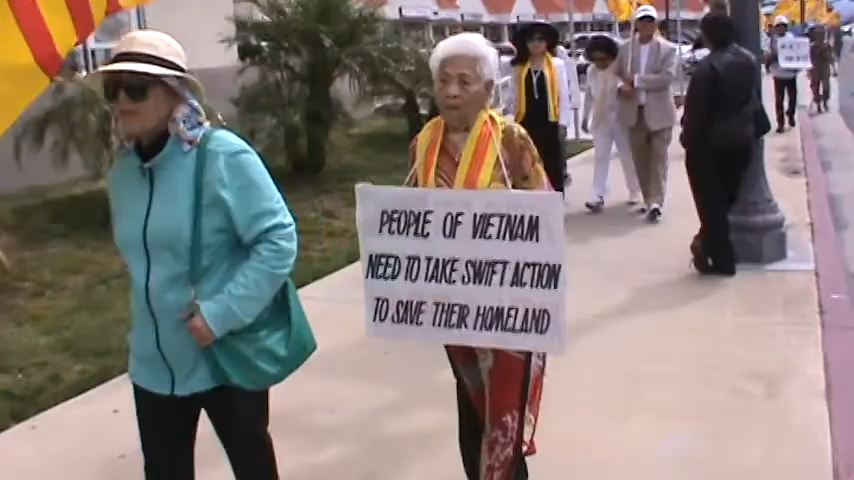 PEOPLE OF VIETNAM
NEED TO TAKE SWIFT ACTION
TO SAVE THEIR HOMELAND